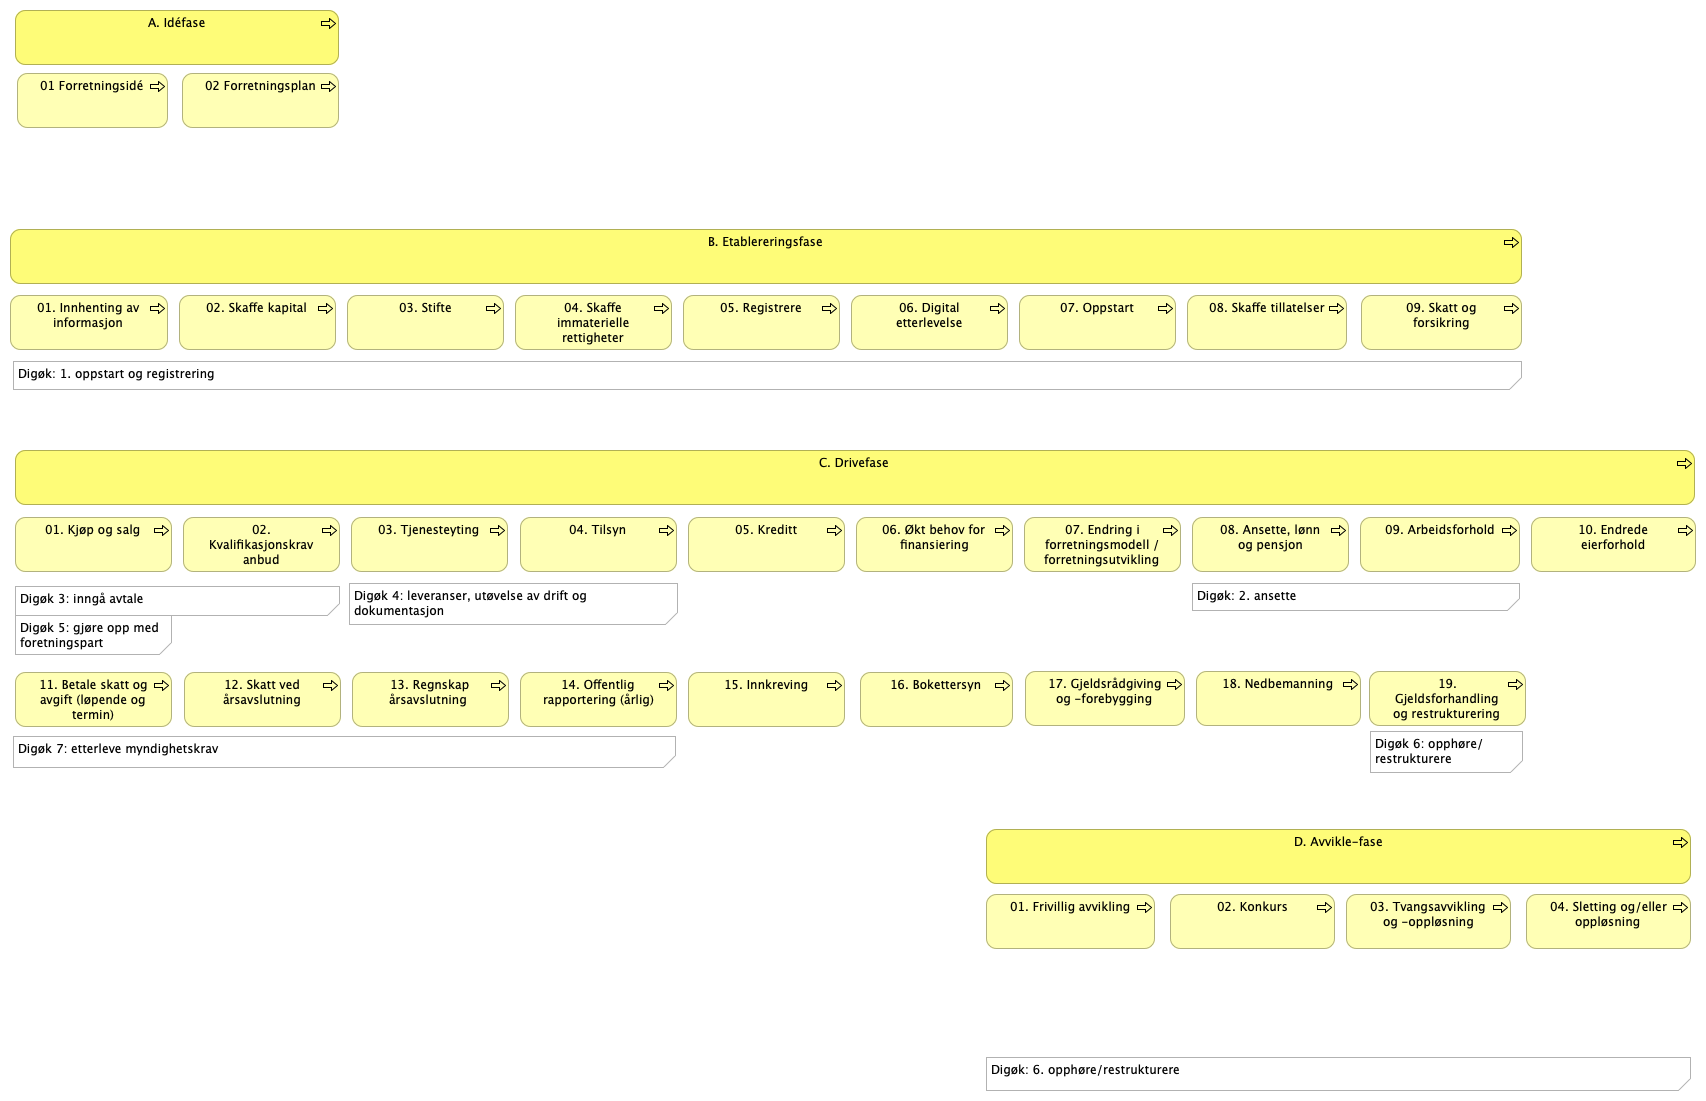 A. Idéfase
01 Forretningsidé
02 Forretningsplan
B. Etablereringsfase
01. Innhenting av
informasjon
02. Skaffe kapital
03. Stifte
04. Skaffe
immaterielle
rettigheter
05. Registrere
06. Digital
etterlevelse
07. Oppstart
08. Skaffe tillatelser
09. Skatt og
forsikring
Digøk: 1. oppstart og registrering
C. Drivefase
01. Kjøp og salg
02.
Kvalifikasjonskrav
anbud
03. Tjenesteyting
04. Tilsyn
05. Kreditt
06. Økt behov for
finansiering
07. Endring i
forretningsmodell /
forretningsutvikling
08. Ansette, lønn
og pensjon
09. Arbeidsforhold
10. Endrede
eierforhold
Digøk 3: inngå avtale
Digøk 5: gjøre opp med
foretningspart
Digøk 4: leveranser, utøvelse av drift og
dokumentasjon
Digøk: 2. ansette
11. Betale skatt og
avgift (løpende og
termin)
12. Skatt ved
årsavslutning
13. Regnskap
årsavslutning
14. Offentlig
rapportering (årlig)
15. Innkreving
16. Bokettersyn
17. Gjeldsrådgiving
og -forebygging
18. Nedbemanning
19.
Gjeldsforhandling
og restrukturering
Digøk 7: etterleve myndighetskrav
Digøk 6: opphøre/
restrukturere
D. Avvikle-fase
01. Frivillig avvikling
02. Konkurs
03. Tvangsavvikling
og -oppløsning
04. Sletting og/eller
oppløsning
Digøk: 6. opphøre/restrukturere